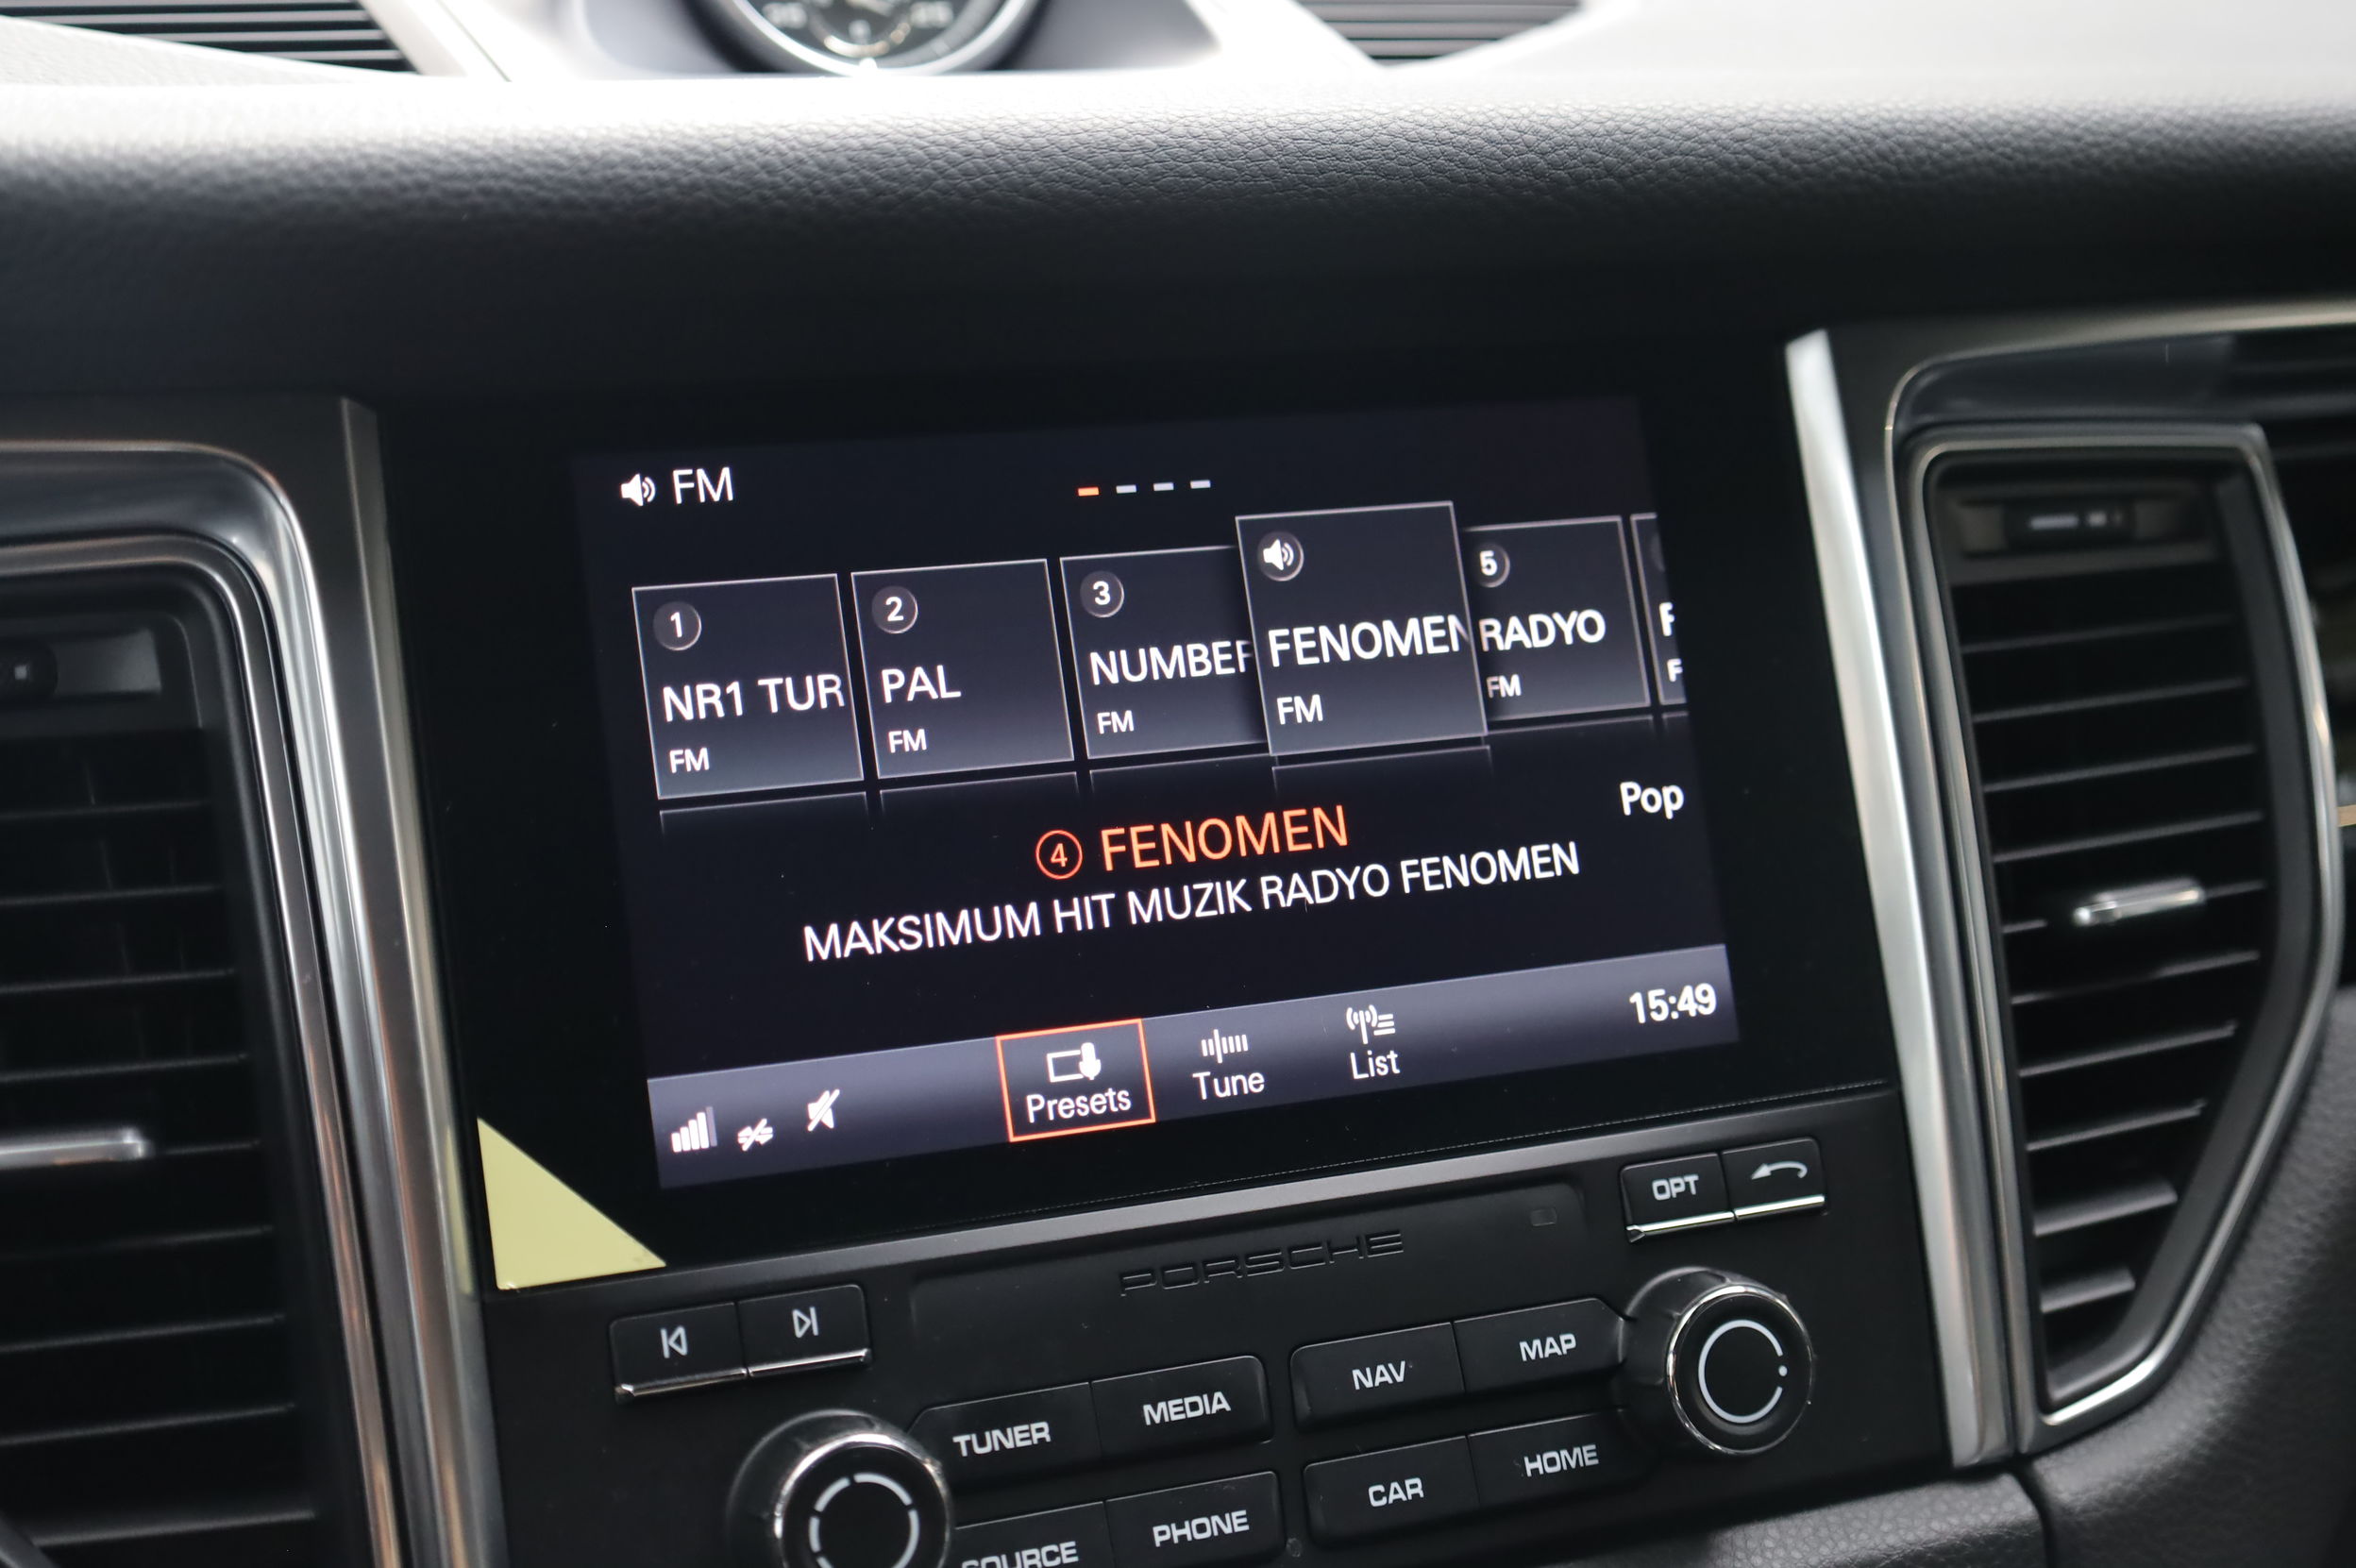 FM
1
2
3
5
NR1 TUR
PAL
NUMBER
FENOMEN
RADYO
FM
FM
FM
FM
FM
Pop
4 FENOMEN
MAKSIMUM HIT MUZIK RADYO FENOMEN
Presets
Tune
List
15:49
OPT
PORSCHE
TUNER
MEDIA
NAV
MAP
SOURCE
PHONE
CAR
HOME